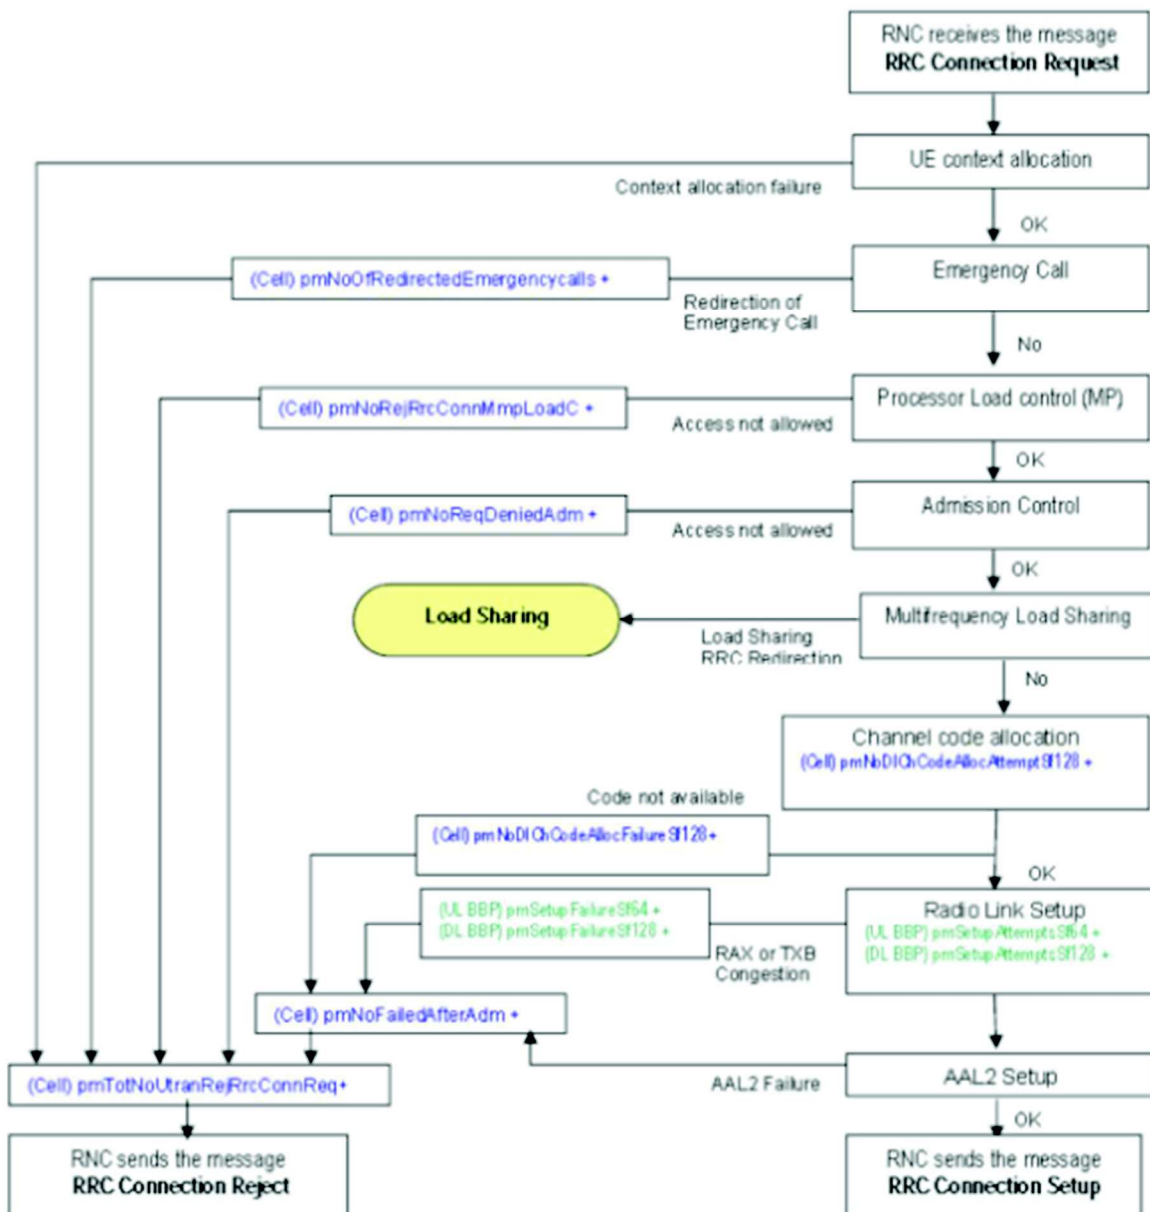 RNC receives the message
RRC Connection Request
UE context allocation
Context allocation failure
OK
(Cell) pmNoOfRedirectedEmergencycalls +
Emergency Call
Redirection of
Emergency Call
No
(Cell) pmNoRejRrcConnMmpLoadC +
Processor Load control (MP)
Access not allowed
OK
(Cell) pmNoReqDeniedAdm +
Admission Control
Access not allowed
OK
Load Sharing
Multifrequency Load Sharing
Load Sharing
RRC Redirection
No
Channel code allocation
(Cell) pmNoDlChCodeAllocAttemptSf128 +
Code not available
(Cell) pmNoDlChCodeAllocFailureSf128+
OK
(UL BBP) pmSetupFailureSf64 +
(DL BBP) pmSetupFailureSf128 +
Radio Link Setup
(UL BBP) pmSetupAttemptsSf64 +
(DL BBP) pmSetupAttemptsSf128 +
RAX or TXB
Congestion
(Cell) pmNoFailedAfterAdm +
(Cell) pmTotNoUtranRejRrcConnReq+
AAL2 Failure
AAL2 Setup
OK
RNC sends the message
RRC Connection Reject
RNC sends the message
RRC Connection Setup